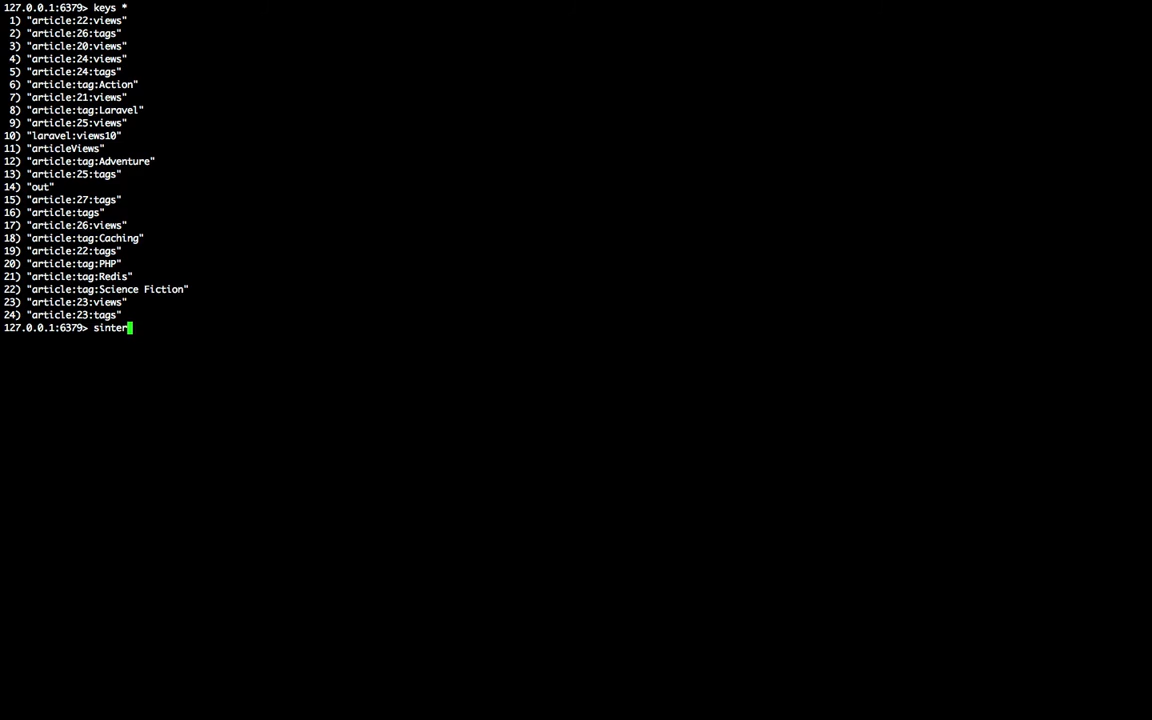 127.0.0.1:6379> keys *
1) "article:22:views"
2) "article:26:tags"
3) "article:20:views"
4) "article:24:views"
5) "article:24:tags"
6) "article:tag:Action"
7) "article:21:views"
8) "article:tag:Laravel"
9) "article:25:views"
10) "laravel:views10"
11) "articleViews"
12) "article:tag:Adventure"
13) "article:25:tags"
14) "out"
15) "article:27:tags"
16) "article:tags"
17) "article:26:views"
18) "article:tag:Caching"
19) "article:22:tags"
20) "article:tag:PHP"
21) "article:tag:Redis"
22) "article:tag:Science Fiction"
23) "article:23:views"
24) "article:23:tags"
127.0.0.1:6379> sinter